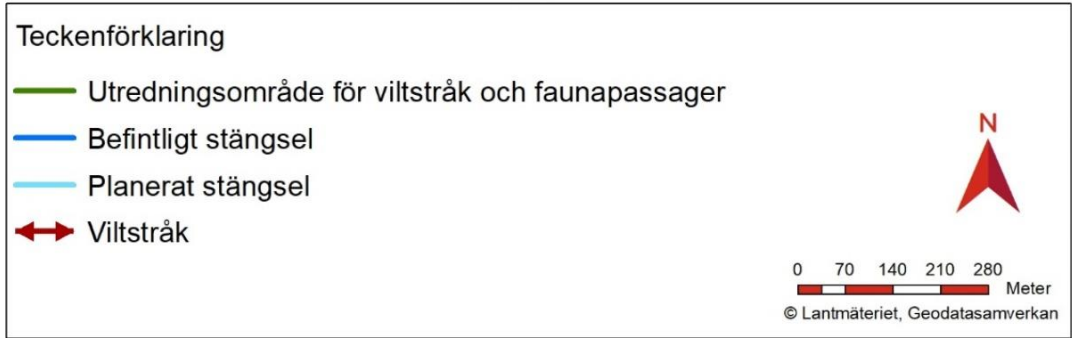 Teckenförklaring
Utredningsområde för viltstråk och faunapassager
Befintligt stängsel
Planerat stängsel
Viltstråk
N
0 70 140 210 280
Meter
© Lantmäteriet, Geodatasamverkan